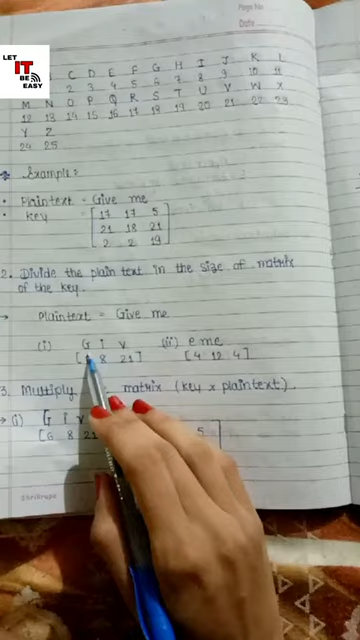 Page No
Date
LET
IT
BE
EASY
C D E F G H I J K L
2 3 4 5 6 7 8 9 10 11
M N O P Q R S T U V W X
12 13 14 15 16 17 18 19 20 21 22 23
Y Z
24 25
Example:
• Plaintext = Give me
• key = [17 17 5
21 18 21
2 2 19]
2. Divide the plain text in the size of matrix
of the key.
→ Plaintext = Give me
(i) G I V (ii) e me
[ 8 21] [4 12 4]
3. Multiply matrix (key x plaintext).
→ (i) G I V
[6 8 21 5
Shrikrupa